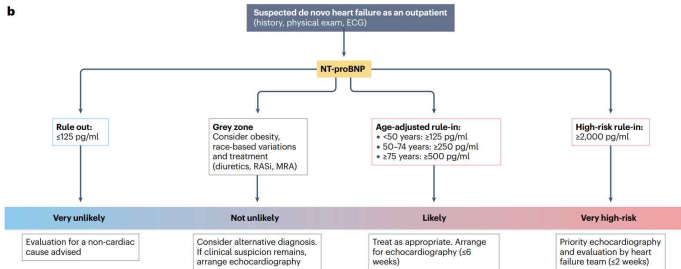 b
Suspected de novo heart failure as an outpatient
(history, physical exam, ECG)
NT-proBNP
Rule out:
≤125 pg/ml
Grey zone
Consider obesity,
race-based variations
and treatment
(diuretics, RASi, MRA)
Age-adjusted rule-in:
• <50 years: ≥125 pg/ml
• 50–74 years: ≥250 pg/ml
• ≥75 years: ≥500 pg/ml
High-risk rule-in:
≥2,000 pg/ml
Very unlikely
Not unlikely
Likely
Very high-risk
Evaluation for a non-cardiac
cause advised
Consider alternative diagnosis.
If clinical suspicion remains,
arrange echocardiography
Treat as appropriate. Arrange
for echocardiography (≤6
weeks)
Priority echocardiography
and evaluation by heart
failure team (≤2 weeks)